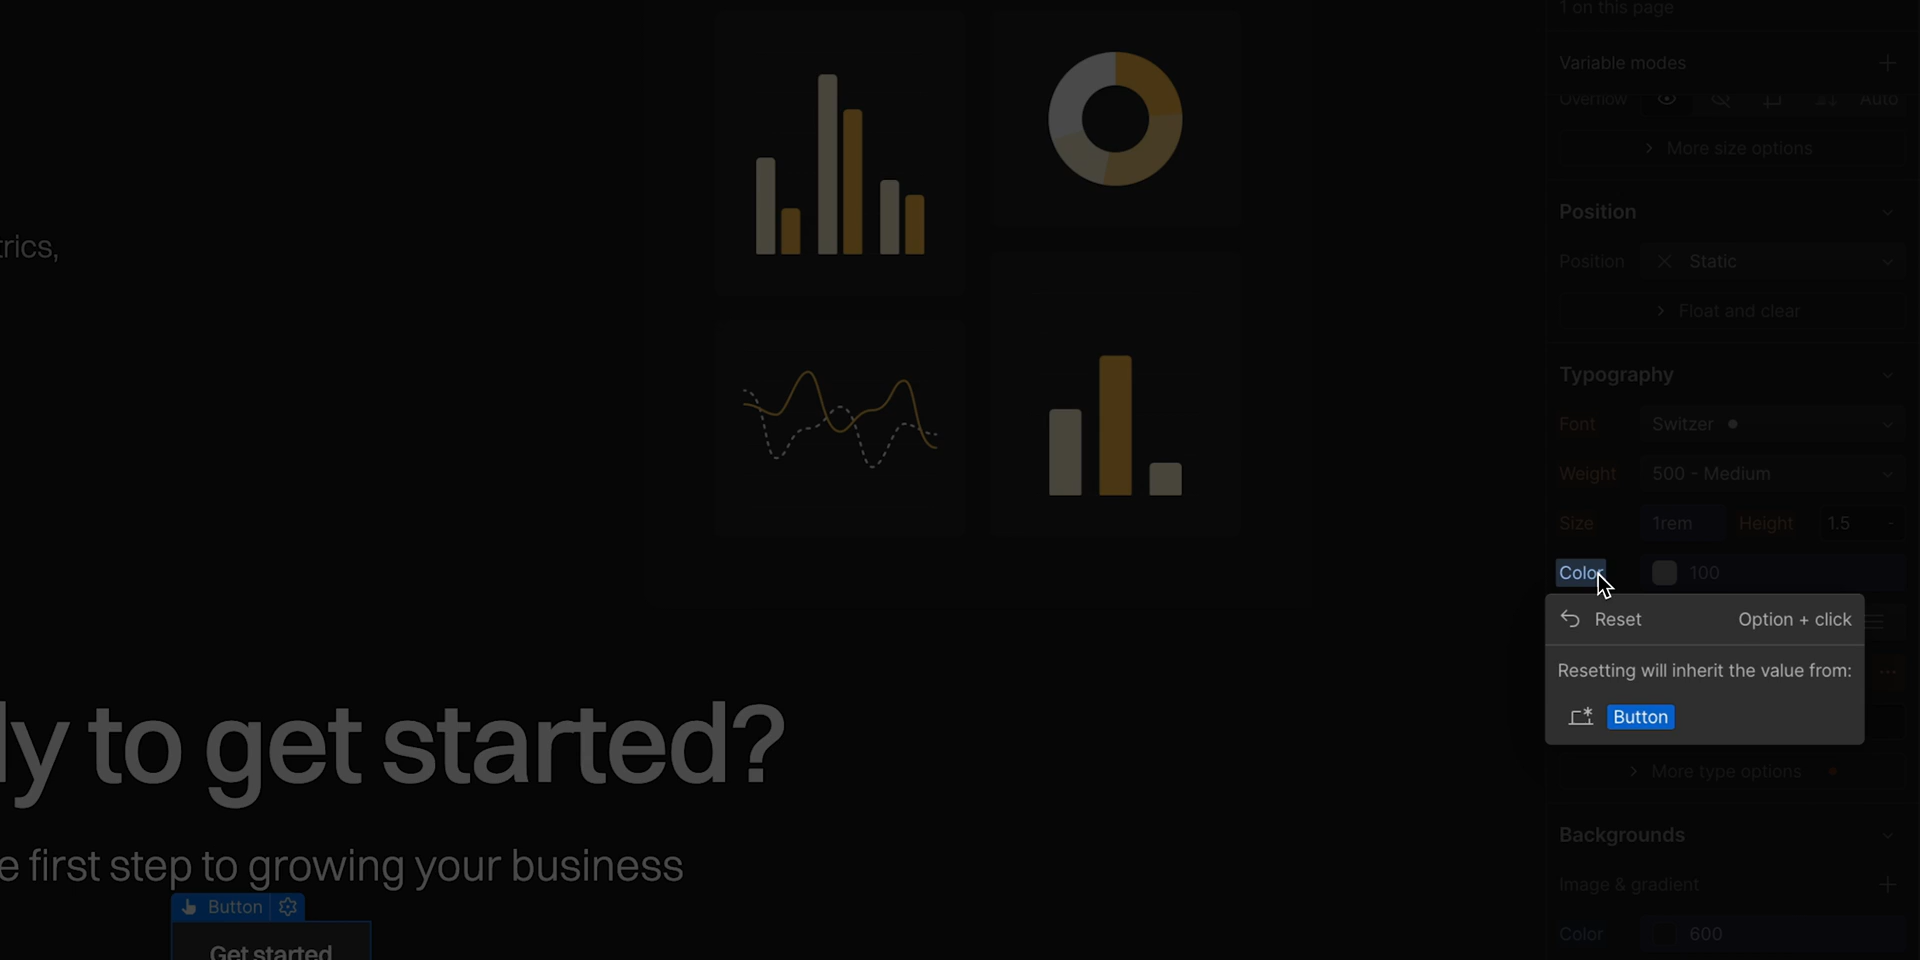 trics,
ly to get started?
e first step to growing your business
Button
Get started
1 on this page
Variable modes
Overflow Auto
More size options
Position
Position Static
Float and clear
Typography
Font Switzer
Weight 500 - Medium
Size 1rem Height 1.5 -
Color 100
Reset Option + click
Resetting will inherit the value from:
Button
More type options
Backgrounds
Image & gradient
Color 600